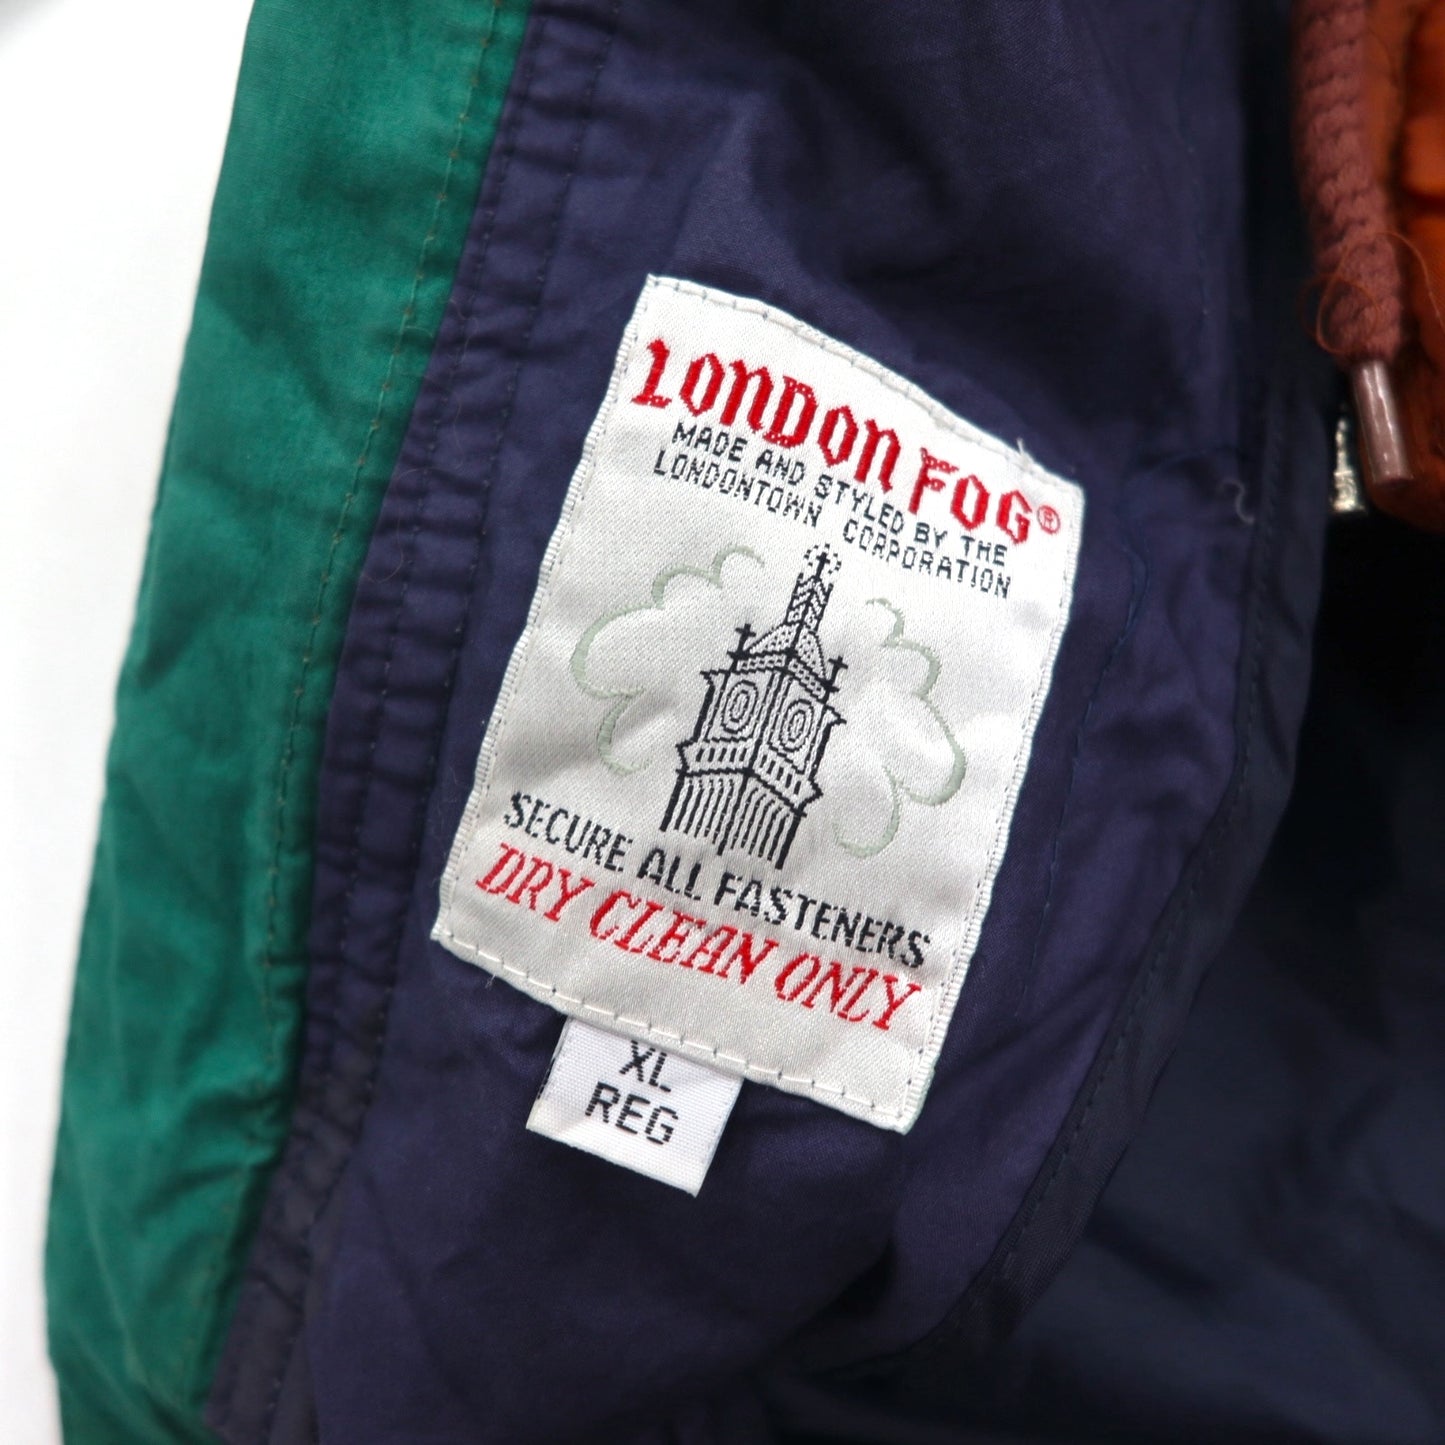 LONDON FOG®
MADE AND STYLED BY THE
LONDONTOWN CORPORATION
SECURE ALL FASTENERS
DRY CLEAN ONLY
XL
REG